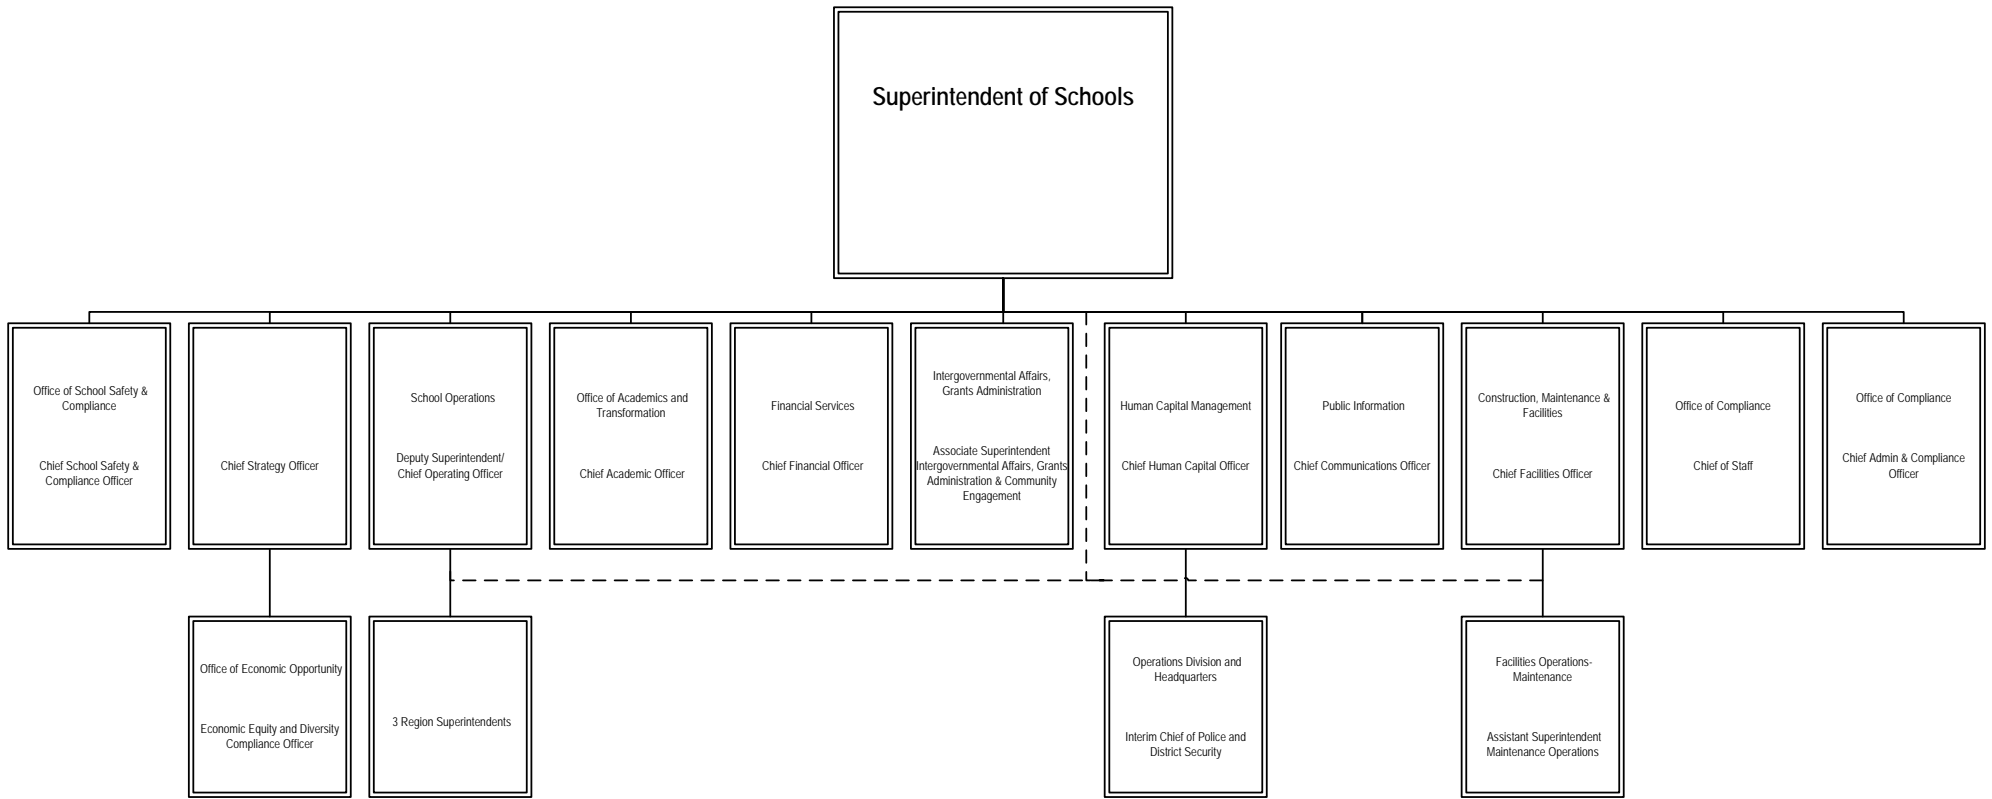 Superintendent of Schools
Office of School Safety &
Compliance
Chief School Safety &
Compliance Officer
Chief Strategy Officer
School Operations
Deputy Superintendent/
Chief Operating Officer
Office of Academics and
Transformation
Chief Academic Officer
Financial Services
Chief Financial Officer
Intergovernmental Affairs,
Grants Administration
Associate Superintendent
Intergovernmental Affairs, Grants
Administration & Community
Engagement
Human Capital Management
Chief Human Capital Officer
Public Information
Chief Communications Officer
Construction, Maintenance &
Facilities
Chief Facilities Officer
Office of Compliance
Chief of Staff
Office of Compliance
Chief Admin & Compliance
Officer
Office of Economic Opportunity
Economic Equity and Diversity
Compliance Officer
3 Region Superintendents
Operations Division and
Headquarters
Interim Chief of Police and
District Security
Facilities Operations-
Maintenance
Assistant Superintendent
Maintenance Operations